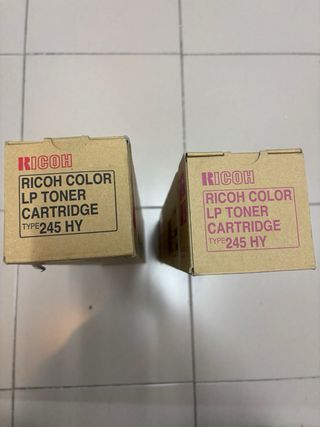 RICOH
RICOH COLOR
LP TONER
CARTRIDGE
TYPE 245 HY
RICOH
RICOH COLOR
LP TONER
CARTRIDGE
TYPE 245 HY